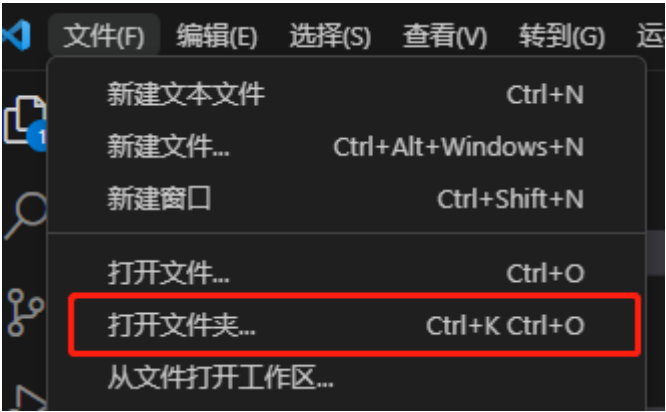 文件(F) 编辑(E) 选择(S) 查看(V) 转到(G) 运
新建文本文件 Ctrl+N
1
新建文件... Ctrl+Alt+Windows+N
新建窗口 Ctrl+Shift+N
打开文件... Ctrl+O
打开文件夹... Ctrl+K Ctrl+O
从文件打开工作区...